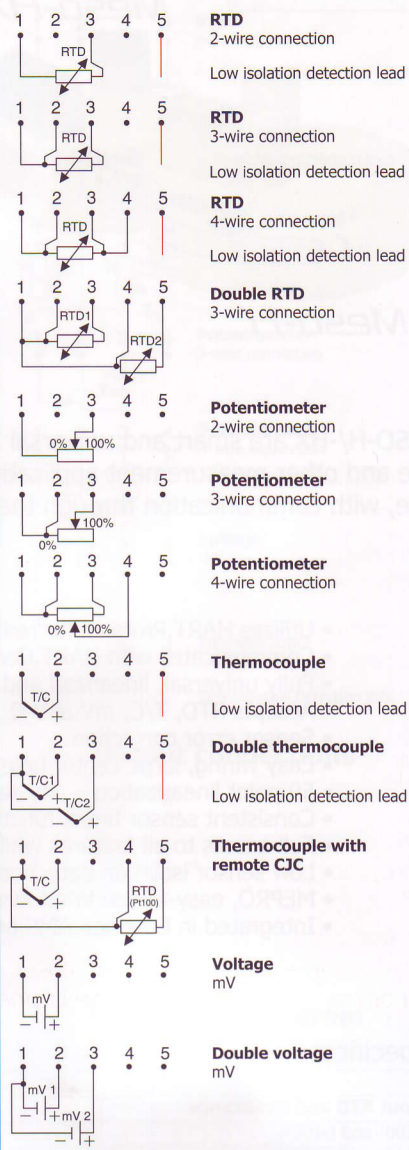 1 2 3 4 5
RTD
RTD
2-wire connection
Low isolation detection lead
1 2 3 4 5
RTD
RTD
3-wire connection
Low isolation detection lead
1 2 3 4 5
RTD
RTD
4-wire connection
Low isolation detection lead
1 2 3 4 5
RTD1
RTD2
Double RTD
3-wire connection
1 2 3 4 5
0% 100%
Potentiometer
2-wire connection
1 2 3 4 5
100%
0%
Potentiometer
3-wire connection
1 2 3 4 5
0% 100%
Potentiometer
4-wire connection
1 2 3 4 5
T/C
Thermocouple
Low isolation detection lead
1 2 3 4 5
T/C1
− +
T/C2
− +
Double thermocouple
Low isolation detection lead
1 2 3 4 5
T/C
RTD
(Pt100)
Thermocouple with
remote CJC
1 2 3 4 5
mV
− +
Voltage
mV
1 2 3 4 5
mV 1
− +
mV 2
− +
Double voltage
mV